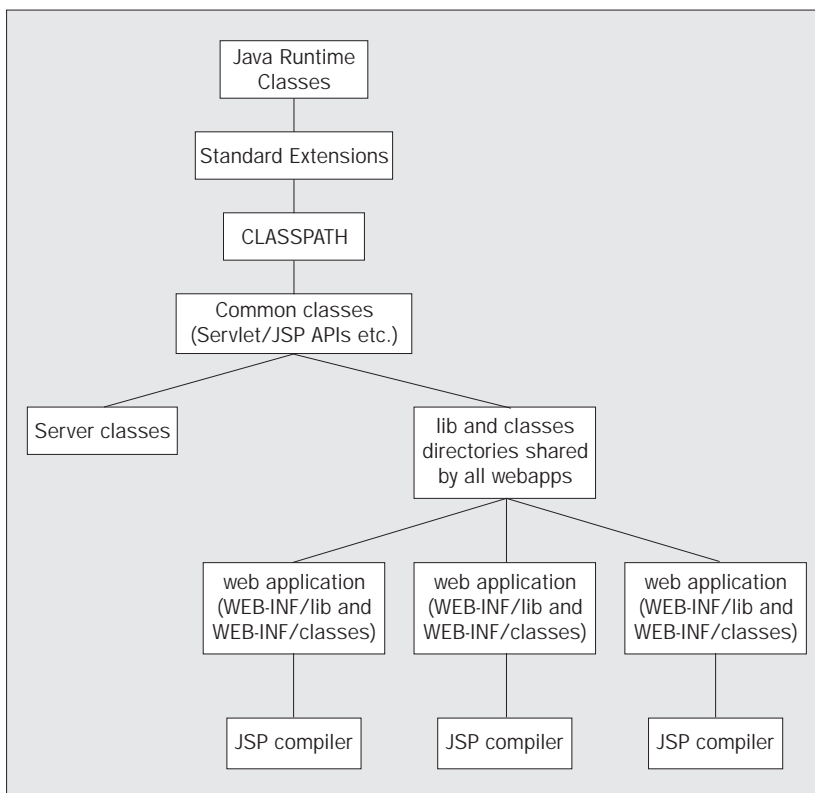 Java Runtime
Classes
Standard Extensions
CLASSPATH
Common classes
(Servlet/JSP APIs etc.)
Server classes
lib and classes
directories shared
by all webapps
web application
(WEB-INF/lib and
WEB-INF/classes)
web application
(WEB-INF/lib and
WEB-INF/classes)
web application
(WEB-INF/lib and
WEB-INF/classes)
JSP compiler
JSP compiler
JSP compiler